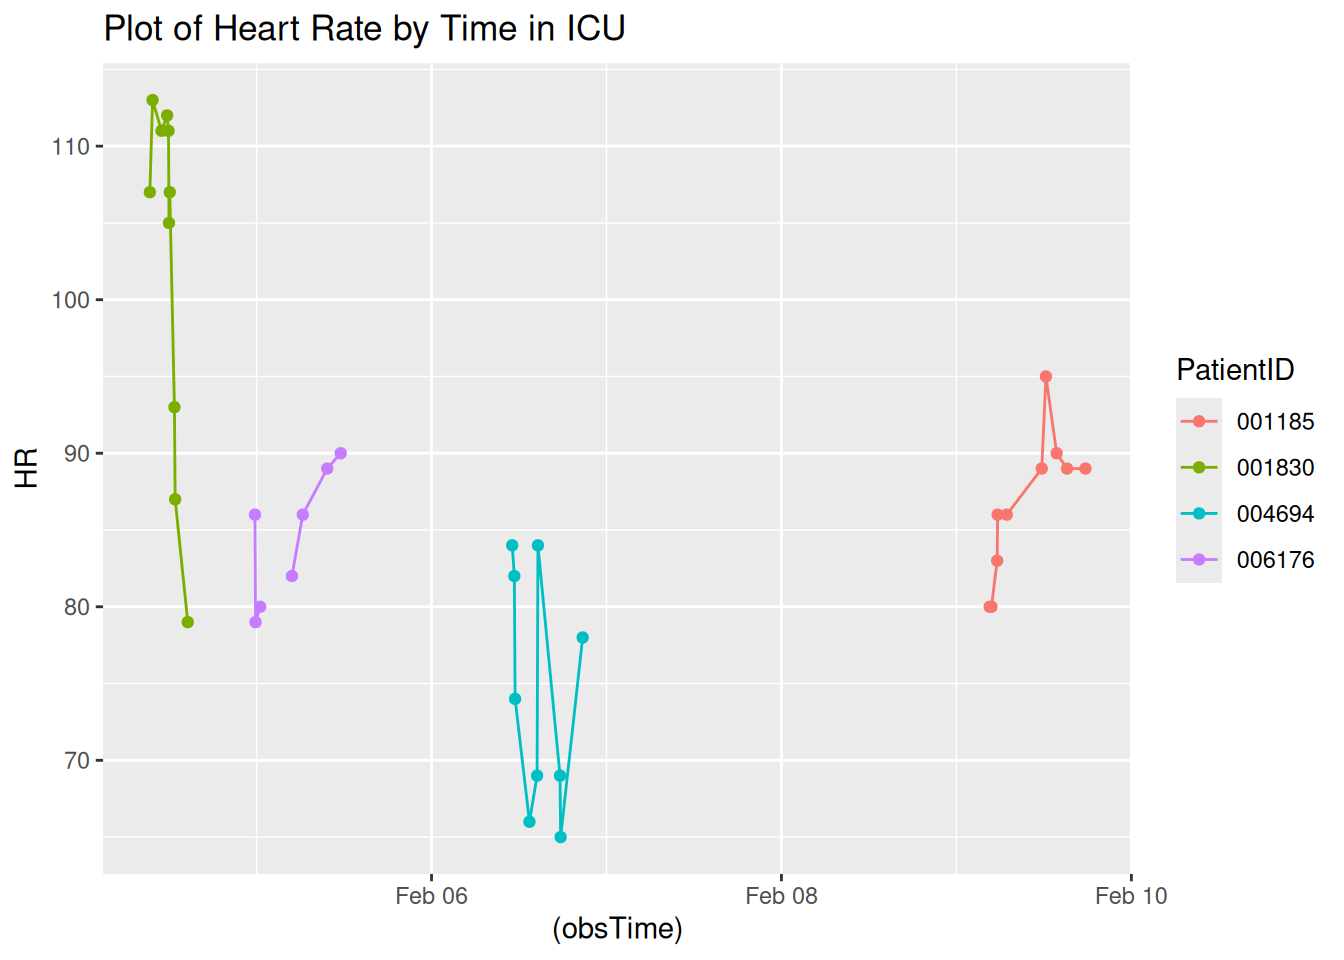 Plot of Heart Rate by Time in ICU
110
100
90
80
70
HR
Feb 06
Feb 08
Feb 10
(obsTime)
PatientID
001185
001830
004694
006176